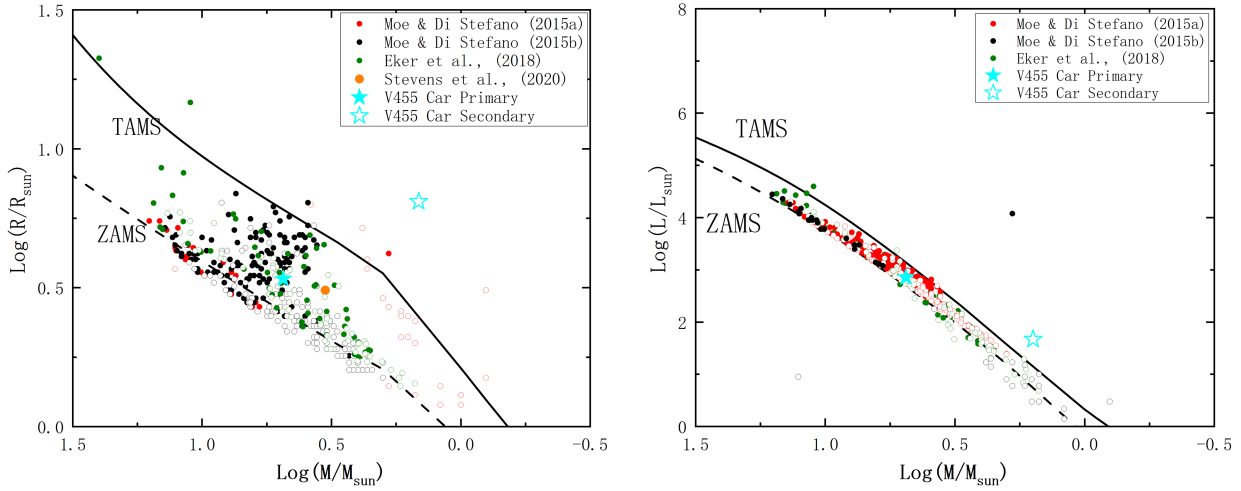 Log(R/Rsun)
1.5
1.0
0.5
0.0
TAMS
ZAMS
Moe & Di Stefano (2015a)
Moe & Di Stefano (2015b)
Eker et al., (2018)
Stevens et al., (2020)
V455 Car Primary
V455 Car Secondary
1.5 1.0 0.5 0.0 -0.5
Log(M/Msun)
Log(L/Lsun)
8
6
4
2
0
TAMS
ZAMS
Moe & Di Stefano (2015a)
Moe & Di Stefano (2015b)
Eker et al., (2018)
V455 Car Primary
V455 Car Secondary
1.5 1.0 0.5 0.0 -0.5
Log(M/Msun)